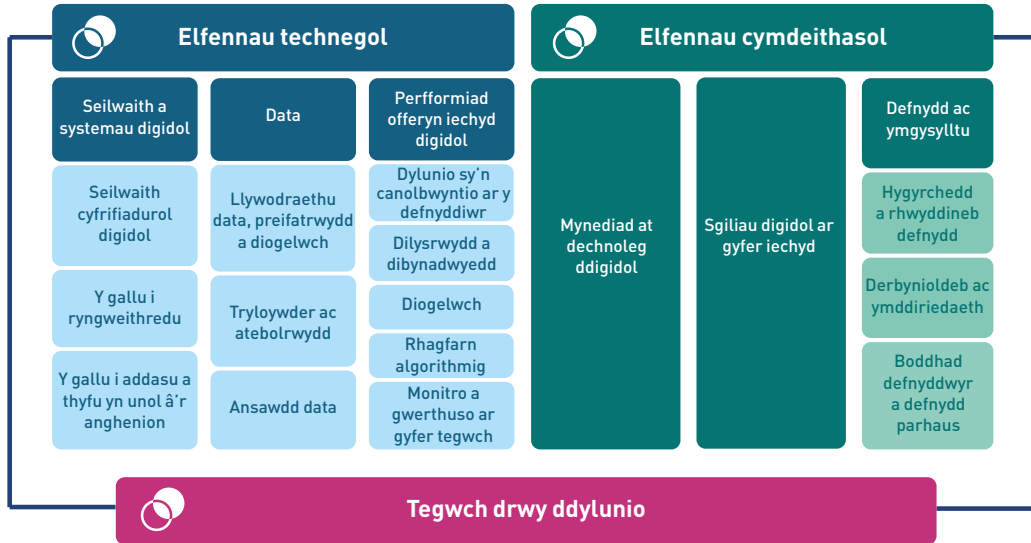 Elfennau technegol
Elfennau cymdeithasol
Seilwaith a
systemau digidol
Seilwaith
cyfrifiadurol
digidol
Y gallu i
ryngweithredu
Y gallu i addasu a
thyfu yn unol â'r
anghenion
Data
Llywodraethu
data, preifatrwydd
a diogelwch
Tryloywder ac
atebolrwydd
Ansawdd data
Perfformiad
offeryn iechyd
digidol
Dylunio sy'n
canolbwyntio ar y
defnyddiwr
Dilysrwydd a
dibynadwyedd
Diogelwch
Rhagfarn
algorithmig
Monitro a
gwerthuso ar
gyfer tegwch
Mynediad at
dechnoleg
ddigidol
Sgiliau digidol ar
gyfer iechyd
Defnydd ac
ymgysylltu
Hygyrchedd
a rhwyddineb
defnydd
Derbynioldeb ac
ymddiriedaeth
Boddhad
defnyddwyr
a defnydd
parhaus
Tegwch drwy ddylunio